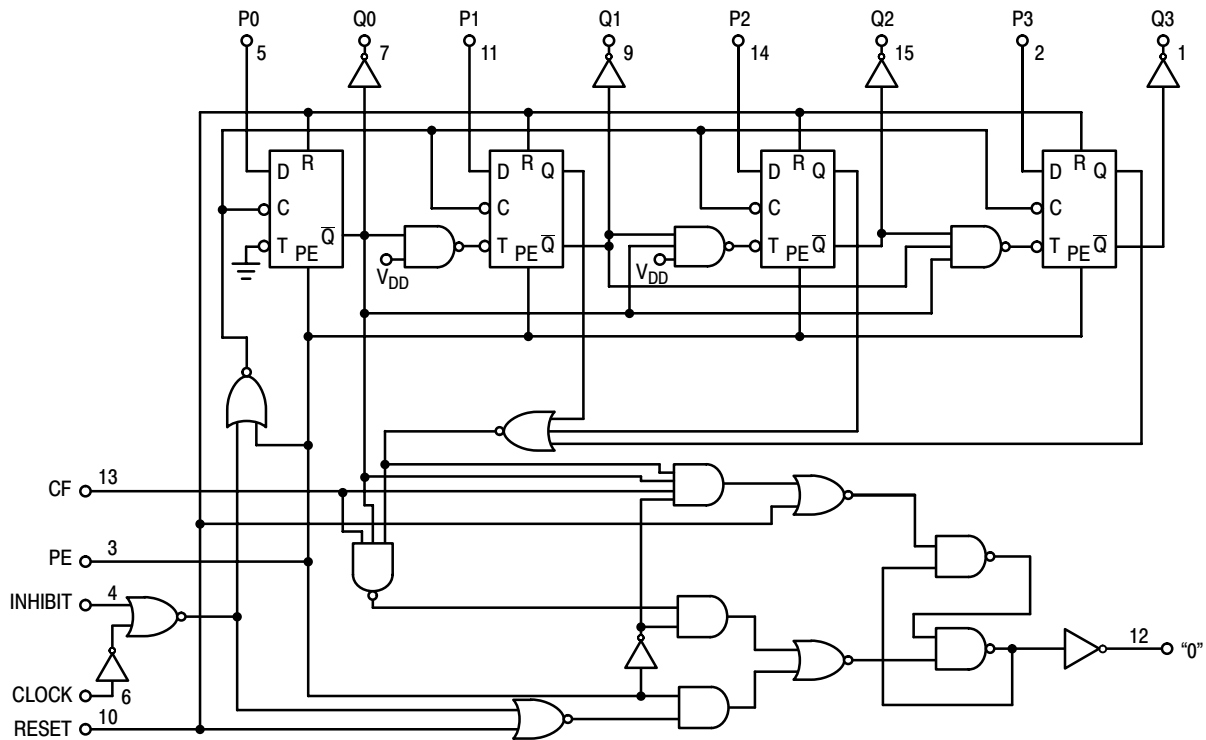 P0 Q0 P1 Q1 P2 Q2 P3 Q3
5 7 11 9 14 15 2 1
R R Q R Q R Q
D D D D
C C C C
T PE Q̅ T PE Q̅ T PE Q̅ T PE Q̅
VDD VDD
CF 13
PE 3
INHIBIT 4
CLOCK 6
RESET 10
12 “0”